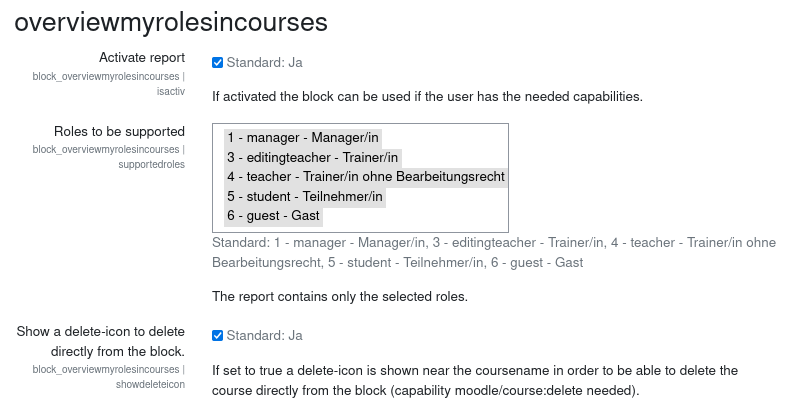 overviewmyrolesincourses
Activate report
block_overviewmyrolesincourses |
isactiv
Standard: Ja
If activated the block can be used if the user has the needed capabilities.
Roles to be supported
block_overviewmyrolesincourses |
supportedroles
1 - manager - Manager/in
3 - editingteacher - Trainer/in
4 - teacher - Trainer/in ohne Bearbeitungsrecht
5 - student - Teilnehmer/in
6 - guest - Gast
Standard: 1 - manager - Manager/in, 3 - editingteacher - Trainer/in, 4 - teacher - Trainer/in ohne
Bearbeitungsrecht, 5 - student - Teilnehmer/in, 6 - guest - Gast
The report contains only the selected roles.
Show a delete-icon to delete
directly from the block.
block_overviewmyrolesincourses |
showdeleteicon
Standard: Ja
If set to true a delete-icon is shown near the coursename in order to be able to delete the
course directly from the block (capability moodle/course:delete needed).